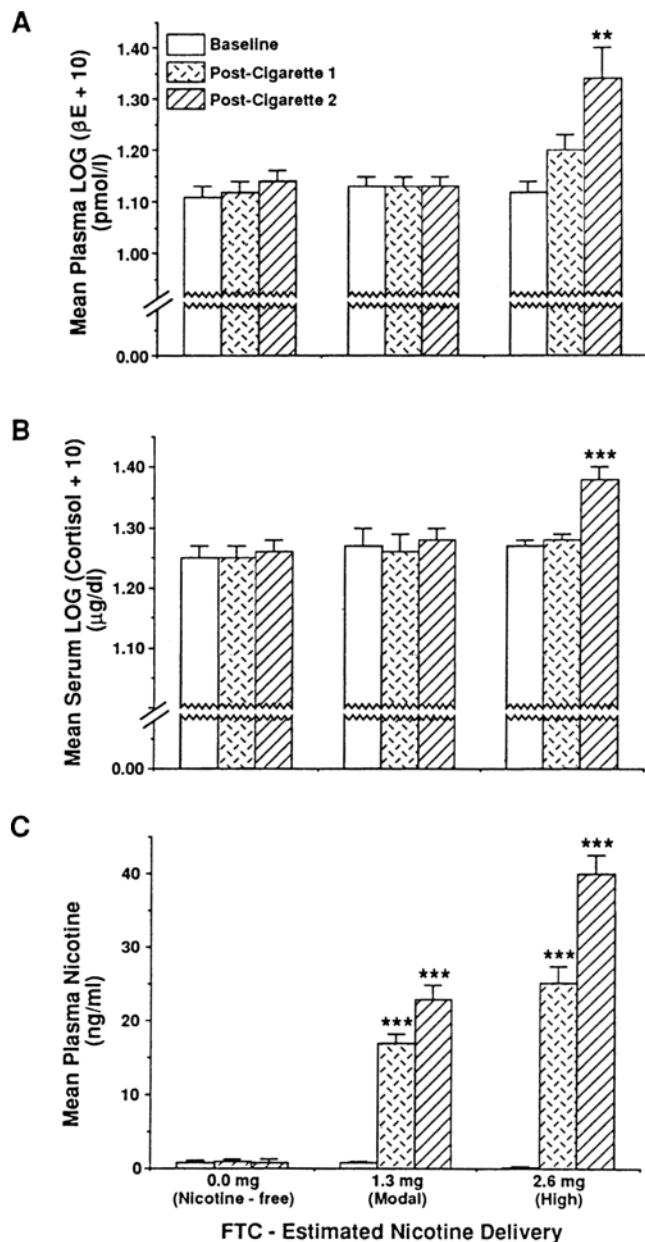 A
Baseline
Post-Cigarette 1
Post-Cigarette 2
**
Mean Plasma LOG (βE + 10)
(pmol/l)
1.40
1.30
1.20
1.10
1.00
0.00
B
***
Mean Serum LOG (Cortisol + 10)
(µg/dl)
1.40
1.30
1.20
1.10
0.00
C
***
***
***
***
Mean Plasma Nicotine
(ng/ml)
40
30
20
10
0
0.0 mg
(Nicotine - free)
1.3 mg
(Modal)
2.6 mg
(High)
FTC - Estimated Nicotine Delivery